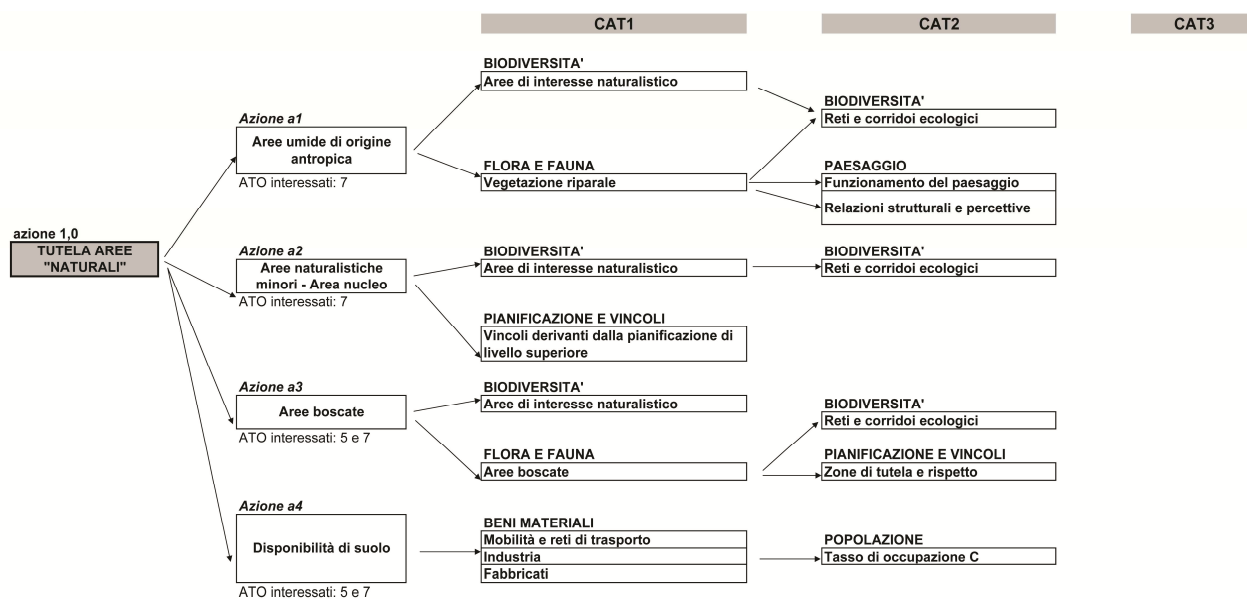 CAT1
CAT2
CAT3
azione 1,0
TUTELA AREE
"NATURALI"
Azione a1
Aree umide di origine
antropica
ATO interessati: 7
BIODIVERSITA'
Aree di interesse naturalistico
FLORA E FAUNA
Vegetazione riparale
BIODIVERSITA'
Reti e corridoi ecologici
PAESAGGIO
Funzionamento del paesaggio
Relazioni strutturali e percettive
Azione a2
Aree naturalistiche
minori - Area nucleo
ATO interessati: 7
BIODIVERSITA'
Aree di interesse naturalistico
PIANIFICAZIONE E VINCOLI
Vincoli derivanti dalla pianificazione di
livello superiore
BIODIVERSITA'
Reti e corridoi ecologici
Azione a3
Aree boscate
ATO interessati: 5 e 7
BIODIVERSITA'
Aree di interesse naturalistico
FLORA E FAUNA
Aree boscate
BIODIVERSITA'
Reti e corridoi ecologici
PIANIFICAZIONE E VINCOLI
Zone di tutela e rispetto
Azione a4
Disponibilità di suolo
ATO interessati: 5 e 7
BENI MATERIALI
Mobilità e reti di trasporto
Industria
Fabbricati
POPOLAZIONE
Tasso di occupazione C